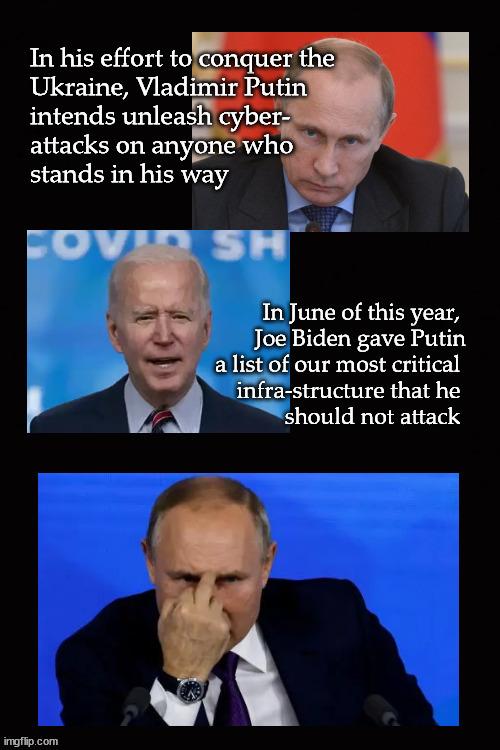 In his effort to conquer the
Ukraine, Vladimir Putin
intends unleash cyber-
attacks on anyone who
stands in his way
COVID SH
In June of this year,
Joe Biden gave Putin
a list of our most critical
infra-structure that he
should not attack
imgflip.com